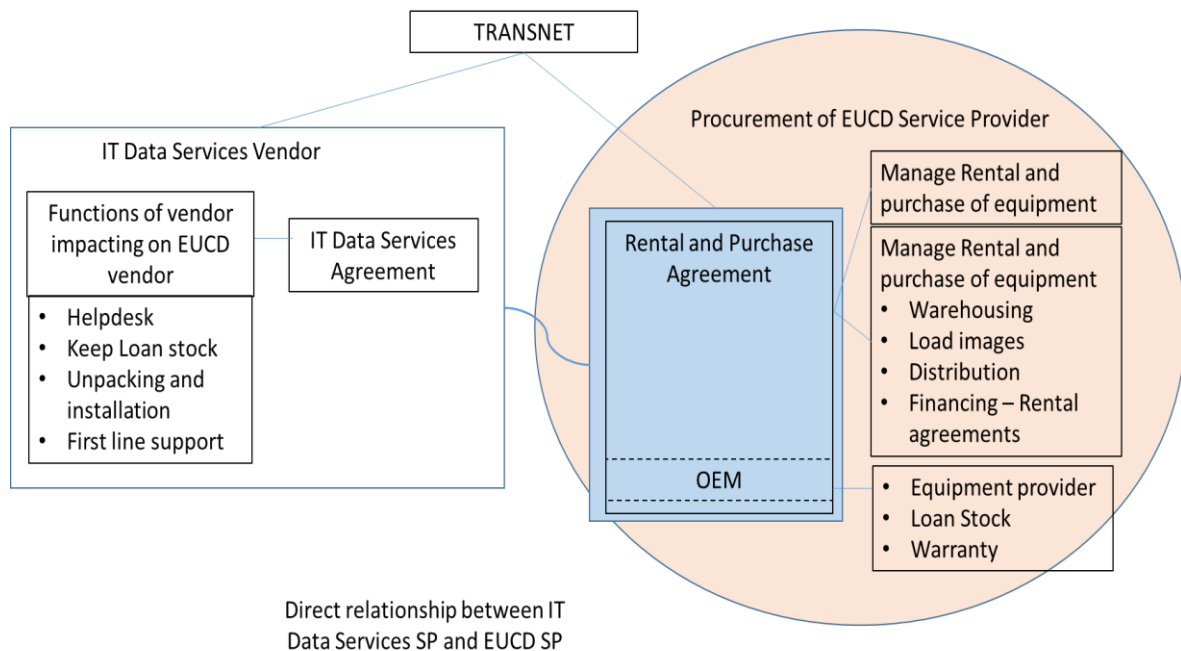 TRANSNET
IT Data Services Vendor
Functions of vendor
impacting on EUCD
vendor
• Helpdesk
• Keep Loan stock
• Unpacking and
installation
• First line support
IT Data Services
Agreement
Procurement of EUCD Service Provider
Rental and Purchase
Agreement
OEM
Manage Rental and
purchase of equipment
Manage Rental and
purchase of equipment
• Warehousing
• Load images
• Distribution
• Financing – Rental
agreements
• Equipment provider
• Loan Stock
• Warranty
Direct relationship between IT
Data Services SP and EUCD SP